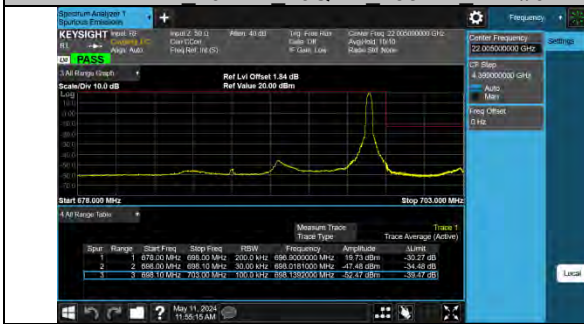 Spectrum Analyzer 1
Spurious Emissions
Frequency
KEYSIGHT Input: RF
Input Z: 50 Ω
Atten: 40 dB
Trig: Free Run
Center Freq: 22.005000000 GHz
Corr CCorr
Gate: Off
Avg|Hold: 10/10
Align: Auto
Freq Ref: Int (S)
IF Gain: Low
Radio Std: None
PASS
3 All Range Graph
Ref Lvl Offset 1.84 dB
Scale/Div 10.0 dB
Ref Value 20.00 dBm
Log
Start 678.000 MHz
Stop 703.000 MHz
4 All Range Table
Measure Trace
Trace 1
Trace Type
Trace Average (Active)
Spur Range Start Freq Stop Freq RBW Frequency Amplitude ΔLimit
1 1 678.00 MHz 698.00 MHz 200.0 kHz 696.9000000 MHz 19.73 dBm -30.27 dB
2 2 698.00 MHz 698.10 MHz 30.00 kHz 698.0181000 MHz -47.48 dBm -34.48 dB
3 3 698.10 MHz 703.00 MHz 100.0 kHz 698.1392000 MHz -52.47 dBm -39.47 dB
Center Frequency
22.005000000 GHz
Settings
CF Step
4.399000000 GHz
Auto
Man
Freq Offset
0 Hz
Local
May 11, 2024
11:55:15 AM